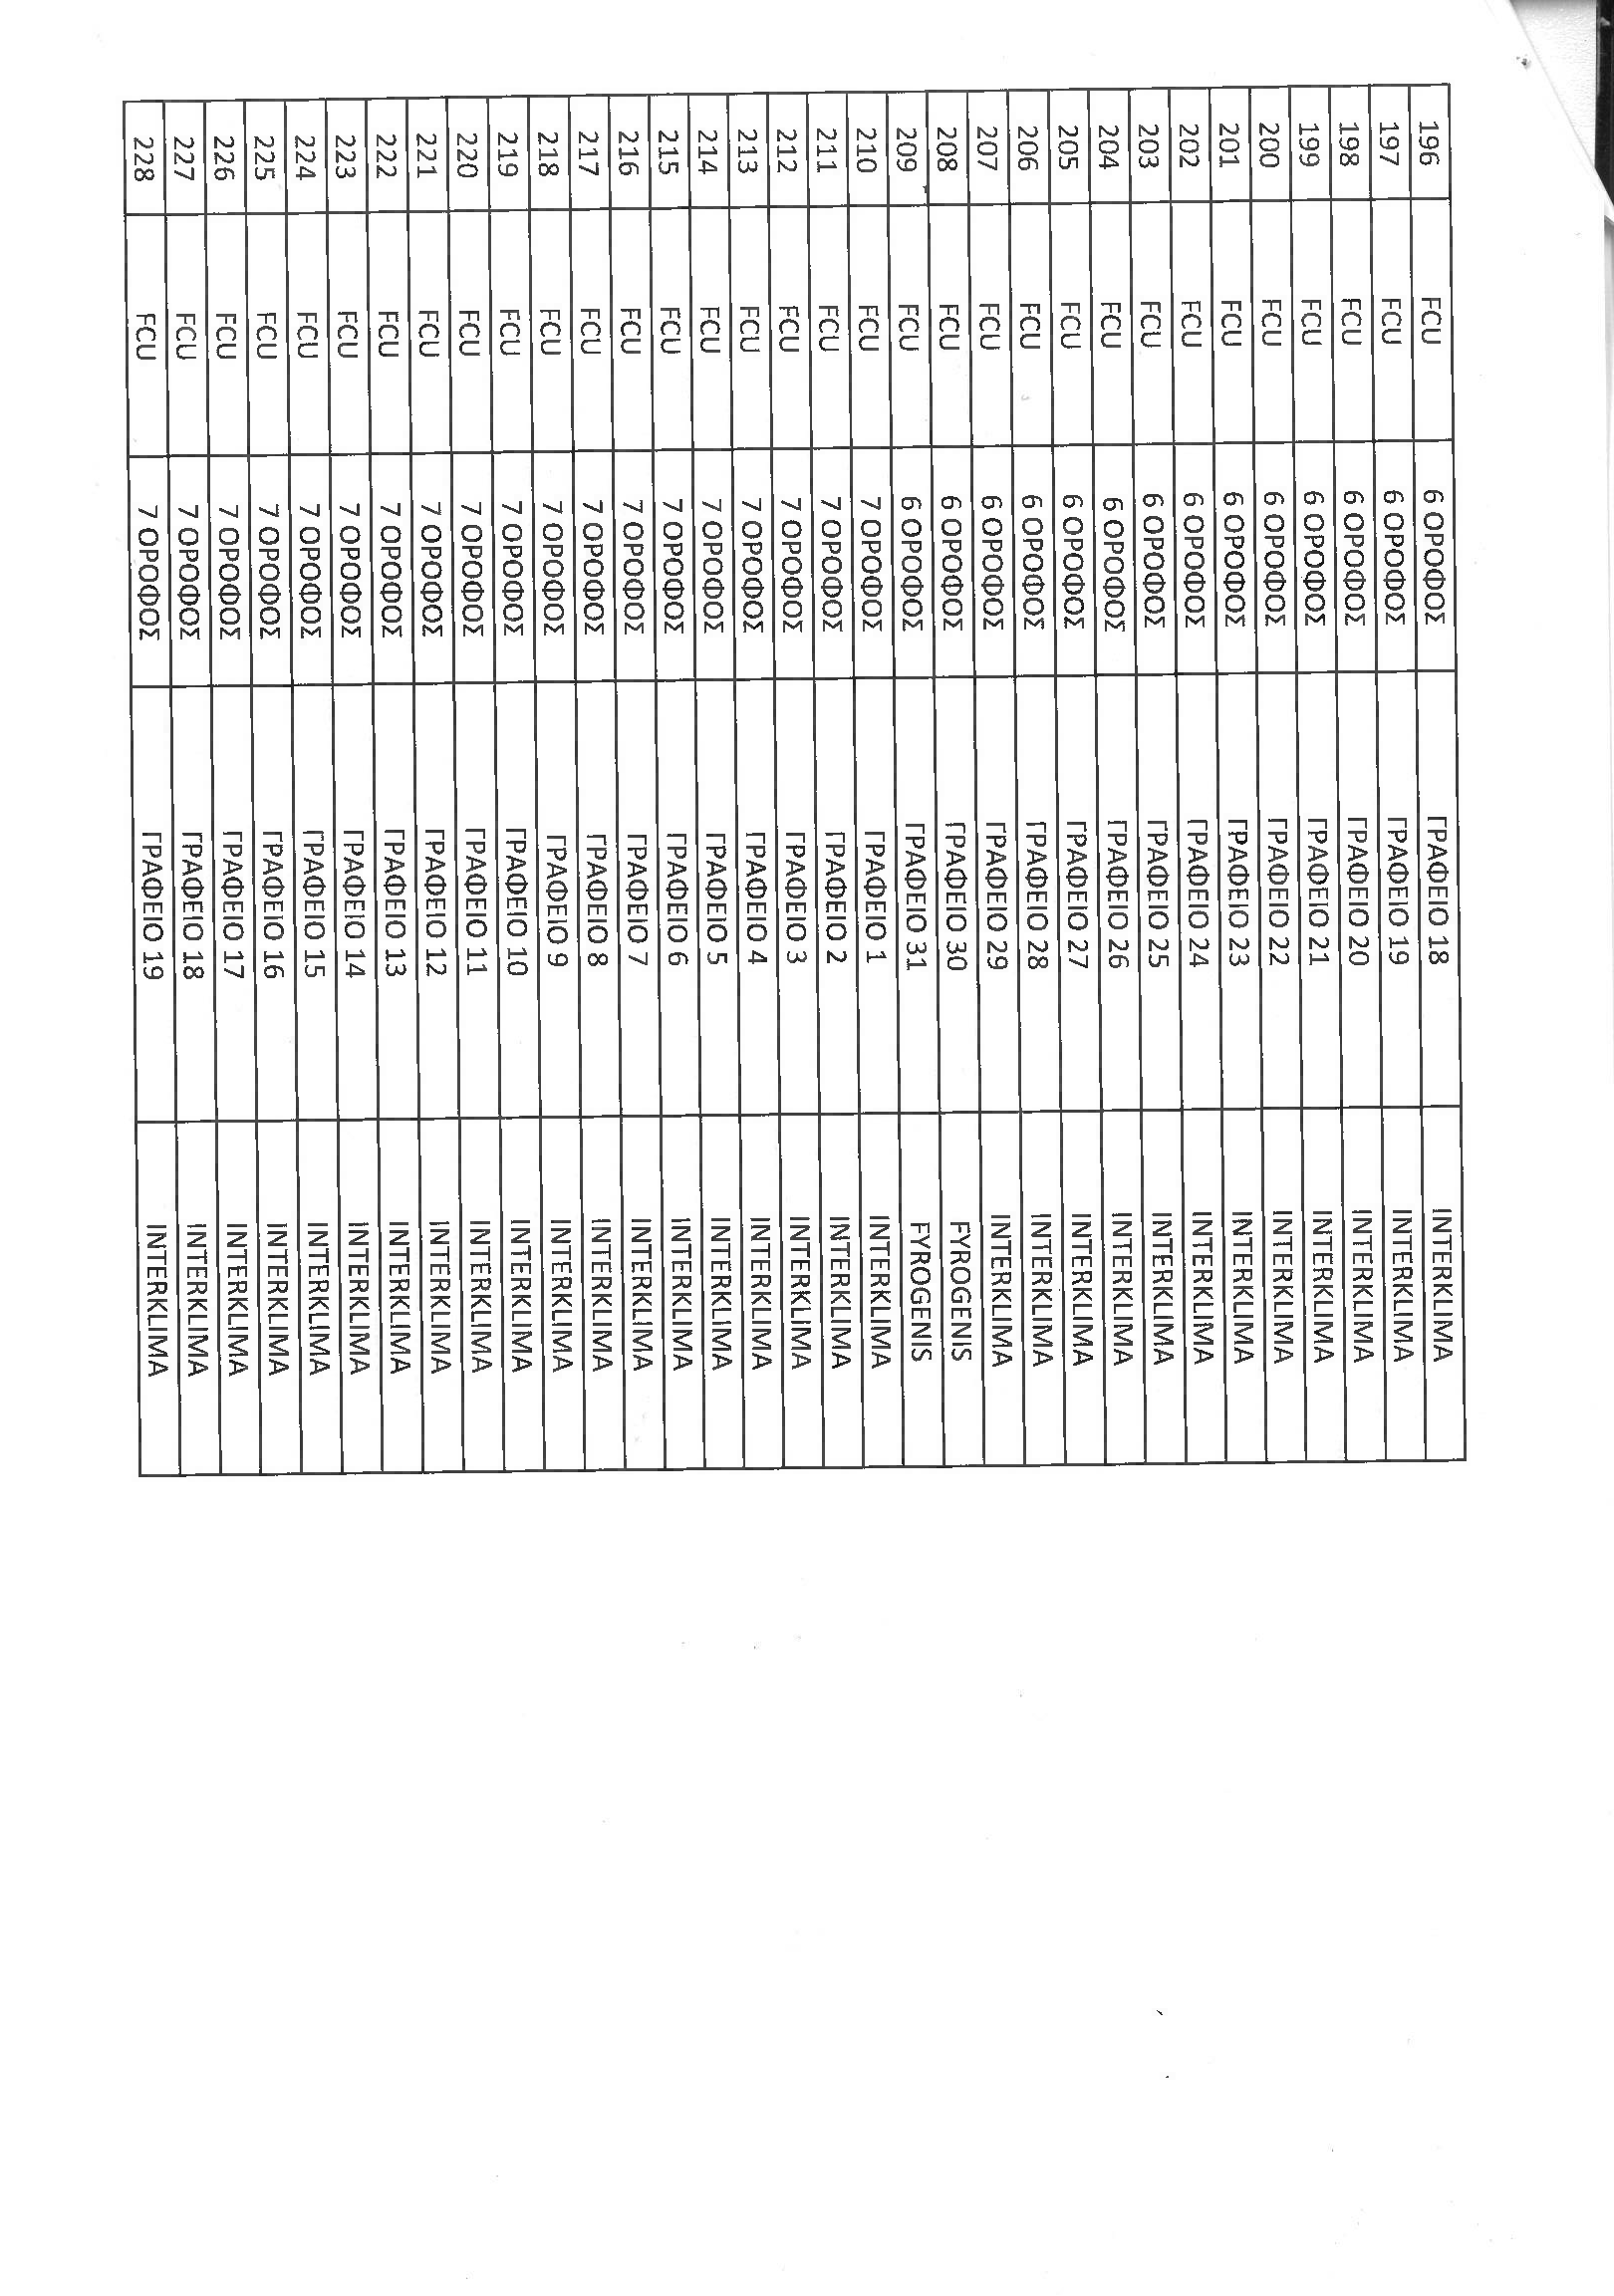 196 FCU 6 ΟΡΟΦΟΣ ΓΡΑΦΕΙΟ 18 INTERKLIMA
197 FCU 6 ΟΡΟΦΟΣ ΓΡΑΦΕΙΟ 19 INTERKLIMA
198 FCU 6 ΟΡΟΦΟΣ ΓΡΑΦΕΙΟ 20 INTERKLIMA
199 FCU 6 ΟΡΟΦΟΣ ΓΡΑΦΕΙΟ 21 INTERKLIMA
200 FCU 6 ΟΡΟΦΟΣ ΓΡΑΦΕΙΟ 22 INTERKLIMA
201 FCU 6 ΟΡΟΦΟΣ ΓΡΑΦΕΙΟ 23 INTERKLIMA
202 FCU 6 ΟΡΟΦΟΣ ΓΡΑΦΕΙΟ 24 INTERKLIMA
203 FCU 6 ΟΡΟΦΟΣ ΓΡΑΦΕΙΟ 25 INTERKLIMA
204 FCU 6 ΟΡΟΦΟΣ ΓΡΑΦΕΙΟ 26 INTERKLIMA
205 FCU 6 ΟΡΟΦΟΣ ΓΡΑΦΕΙΟ 27 INTERKLIMA
206 FCU 6 ΟΡΟΦΟΣ ΓΡΑΦΕΙΟ 28 INTERKLIMA
207 FCU 6 ΟΡΟΦΟΣ ΓΡΑΦΕΙΟ 29 INTERKLIMA
208 FCU 6 ΟΡΟΦΟΣ ΓΡΑΦΕΙΟ 30 FYROGENIS
209 FCU 6 ΟΡΟΦΟΣ ΓΡΑΦΕΙΟ 31 FYROGENIS
210 FCU 7 ΟΡΟΦΟΣ ΓΡΑΦΕΙΟ 1 INTERKLIMA
211 FCU 7 ΟΡΟΦΟΣ ΓΡΑΦΕΙΟ 2 INTERKLIMA
212 FCU 7 ΟΡΟΦΟΣ ΓΡΑΦΕΙΟ 3 INTERKLIMA
213 FCU 7 ΟΡΟΦΟΣ ΓΡΑΦΕΙΟ 4 INTERKLIMA
214 FCU 7 ΟΡΟΦΟΣ ΓΡΑΦΕΙΟ 5 INTERKLIMA
215 FCU 7 ΟΡΟΦΟΣ ΓΡΑΦΕΙΟ 6 INTERKLIMA
216 FCU 7 ΟΡΟΦΟΣ ΓΡΑΦΕΙΟ 7 INTERKLIMA
217 FCU 7 ΟΡΟΦΟΣ ΓΡΑΦΕΙΟ 8 INTERKLIMA
218 FCU 7 ΟΡΟΦΟΣ ΓΡΑΦΕΙΟ 9 INTERKLIMA
219 FCU 7 ΟΡΟΦΟΣ ΓΡΑΦΕΙΟ 10 INTERKLIMA
220 FCU 7 ΟΡΟΦΟΣ ΓΡΑΦΕΙΟ 11 INTERKLIMA
221 FCU 7 ΟΡΟΦΟΣ ΓΡΑΦΕΙΟ 12 INTERKLIMA
222 FCU 7 ΟΡΟΦΟΣ ΓΡΑΦΕΙΟ 13 INTERKLIMA
223 FCU 7 ΟΡΟΦΟΣ ΓΡΑΦΕΙΟ 14 INTERKLIMA
224 FCU 7 ΟΡΟΦΟΣ ΓΡΑΦΕΙΟ 15 INTERKLIMA
225 FCU 7 ΟΡΟΦΟΣ ΓΡΑΦΕΙΟ 16 INTERKLIMA
226 FCU 7 ΟΡΟΦΟΣ ΓΡΑΦΕΙΟ 17 INTERKLIMA
227 FCU 7 ΟΡΟΦΟΣ ΓΡΑΦΕΙΟ 18 INTERKLIMA
228 FCU 7 ΟΡΟΦΟΣ ΓΡΑΦΕΙΟ 19 INTERKLIMA